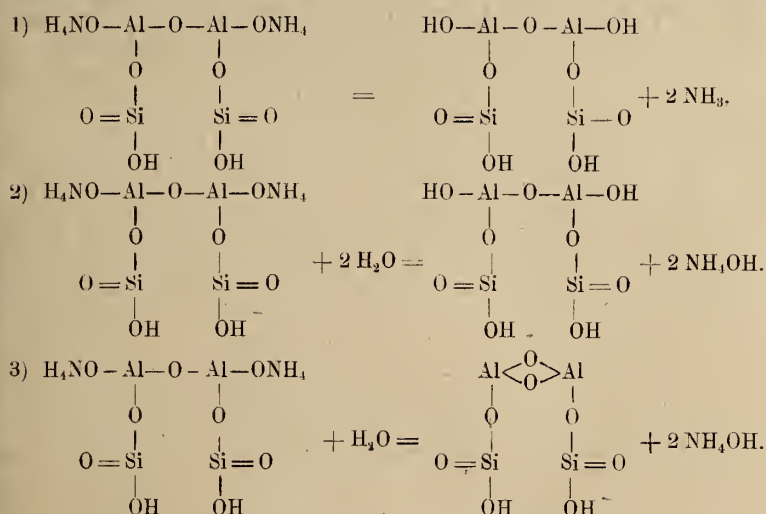 1) H₄NO—Al—O—Al—ONH₄ HO—Al—O—Al—OH
| | | |
O O O O
| | = | | + 2 NH₃,
O=Si Si=O O=Si Si—O
| | | |
OH OH OH OH
2) H₄NO—Al—O—Al—ONH₄ HO—Al—O—Al—OH
| | | |
O O O O
| | + 2 H₂O = | | + 2 NH₄OH.
O=Si Si=O O=Si Si=O
| | | |
OH OH OH OH
3) H₄NO—Al—O—Al—ONH₄ Al<O O>Al
| | | |
O O O O
| | + H₂O = | | + 2 NH₄OH.
O=Si Si=O O=Si Si=O
| | | |
OH OH OH OH